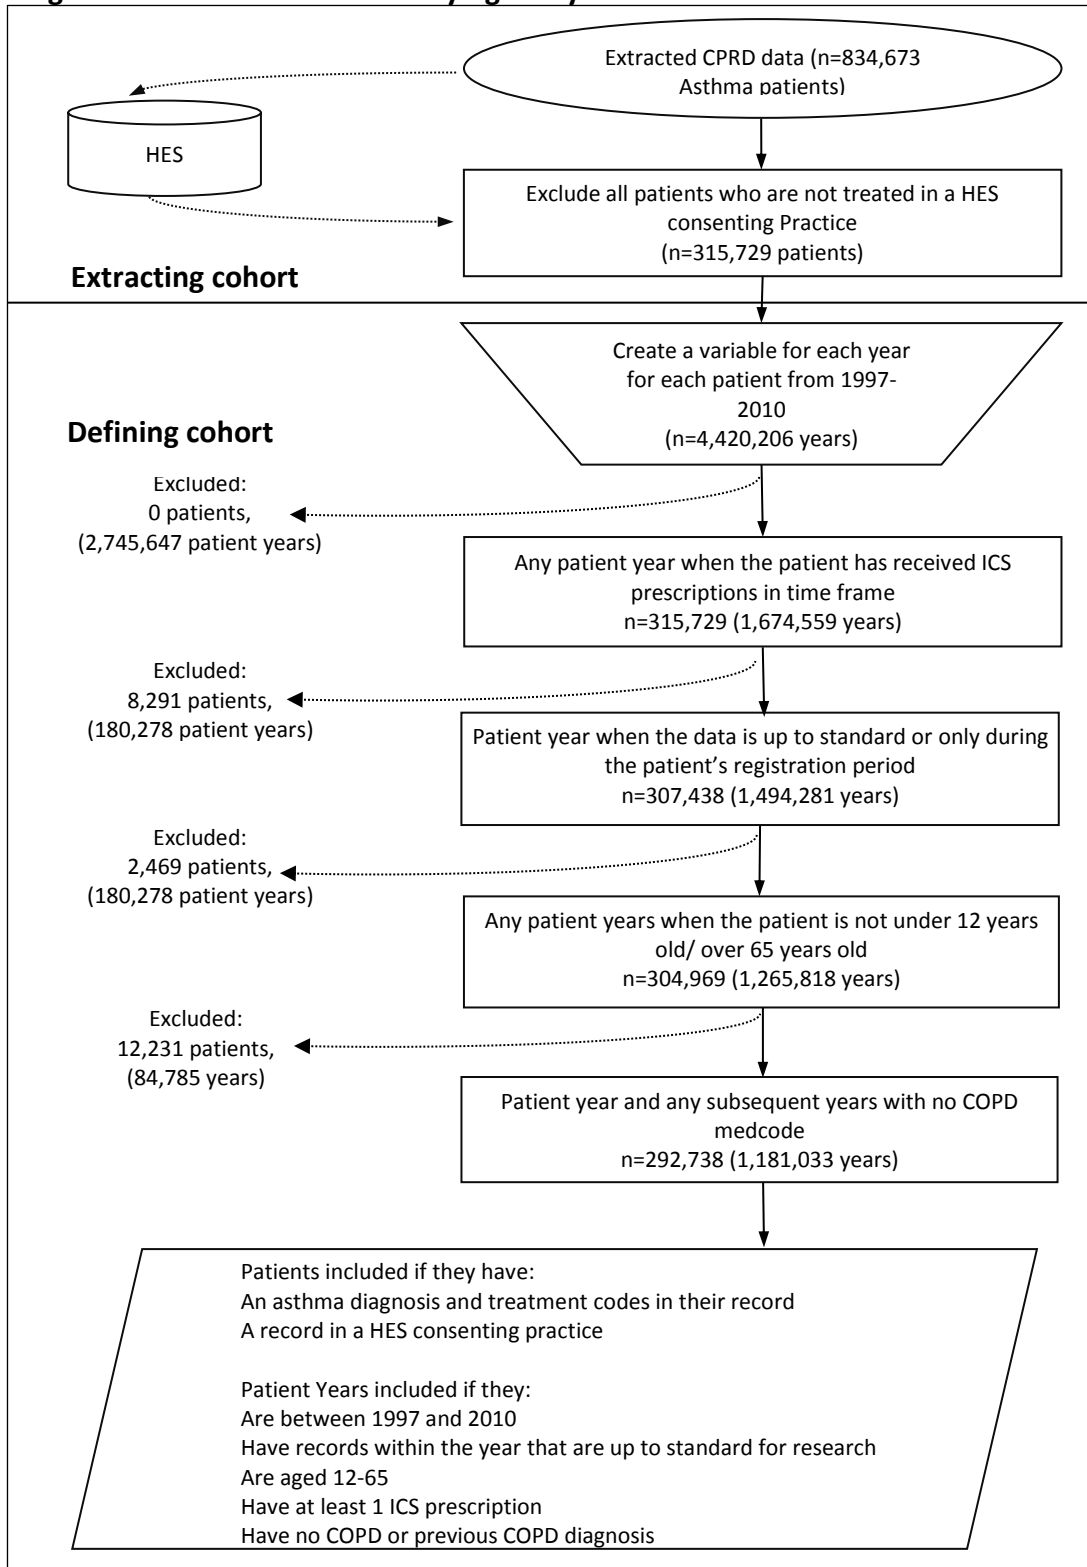 Extracted CPRD data (n=834,673
Asthma patients)
HES
Exclude all patients who are not treated in a HES
consenting Practice
(n=315,729 patients)
Extracting cohort
Create a variable for each year
for each patient from 1997-
2010
(n=4,420,206 years)
Defining cohort
Excluded:
0 patients,
(2,745,647 patient years)
Any patient year when the patient has received ICS
prescriptions in time frame
n=315,729 (1,674,559 years)
Excluded:
8,291 patients,
(180,278 patient years)
Patient year when the data is up to standard or only during
the patient’s registration period
n=307,438 (1,494,281 years)
Excluded:
2,469 patients,
(180,278 patient years)
Any patient years when the patient is not under 12 years
old/ over 65 years old
n=304,969 (1,265,818 years)
Excluded:
12,231 patients,
(84,785 years)
Patient year and any subsequent years with no COPD
medcode
n=292,738 (1,181,033 years)
Patients included if they have:
An asthma diagnosis and treatment codes in their record
A record in a HES consenting practice
Patient Years included if they:
Are between 1997 and 2010
Have records within the year that are up to standard for research
Are aged 12-65
Have at least 1 ICS prescription
Have no COPD or previous COPD diagnosis